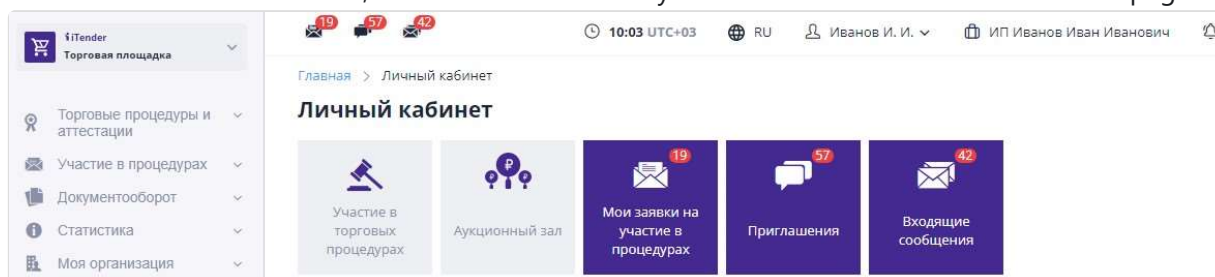 19 57 42
10:03 UTC+03 RU Иванов И. И. ИП Иванов Иван Иванович
iTender
Торговая площадка
Главная > Личный кабинет
Личный кабинет
Торговые процедуры и
аттестации
Участие в процедурах
Документооборот
Статистика
Моя организация
Участие в
торговых
процедурах
Аукционный зал
19
Мои заявки на
участие в
процедурах
57
Приглашения
42
Входящие
сообщения